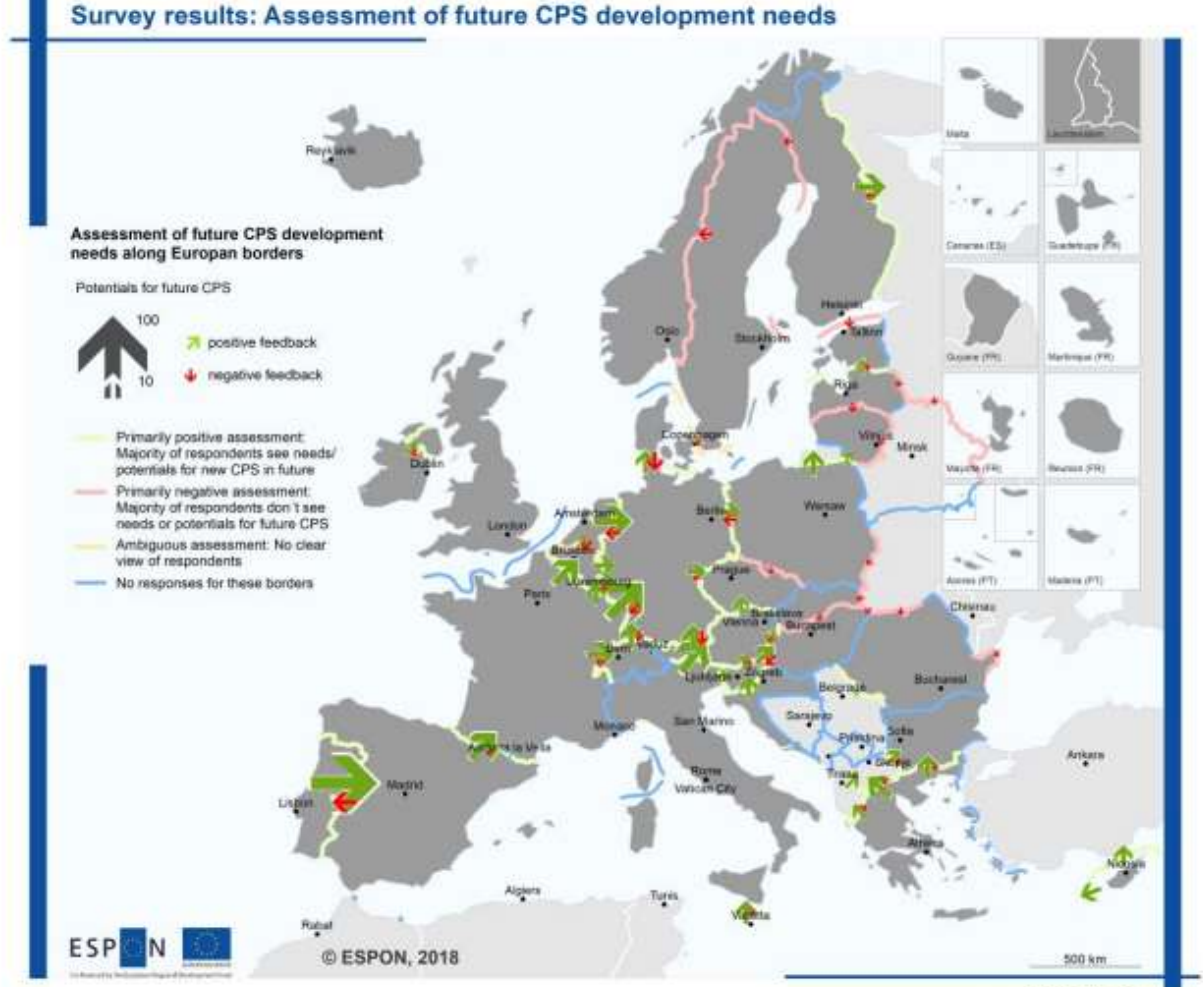 Survey results: Assessment of future CPS development needs
Malta
Liechtenstein
Reykjavik
Canarias (ES)
Guadeloupe (FR)
Assessment of future CPS development
needs along Europan borders
Potentials for future CPS
100
10
positive feedback
negative feedback
Primarily positive assessment:
Majority of respondents see needs/
potentials for new CPS in future
Primarily negative assessment:
Majority of respondents don´t see
needs or potentials for future CPS
Ambiguous assessment: No clear
view of respondents
No responses for these borders
Guyane (FR)
Martinique (FR)
Mayotte (FR)
Reunion (FR)
Acores (PT)
Madeira (PT)
Helsinki
Oslo
Stockholm
Tallinn
Riga
Copenhagen
Vilnius
Minsk
Dublin
London
Amsterdam
Berlin
Warsaw
Luxembourg
Prague
Paris
Vienna
Bratislava
Budapest
Chisinau
Bern
Vaduz
Ljubljana
Zagreb
Belgrade
Bucharest
Monaco
San Marino
Sarajevo
Pristina
Sofia
Skopje
Andorra la Vella
Rome
Vatican City
Ankara
Madrid
Lisbon
Athens
Nicosia
Algiers
Tunis
Valletta
Rabat
ESPON
© ESPON, 2018
500 km